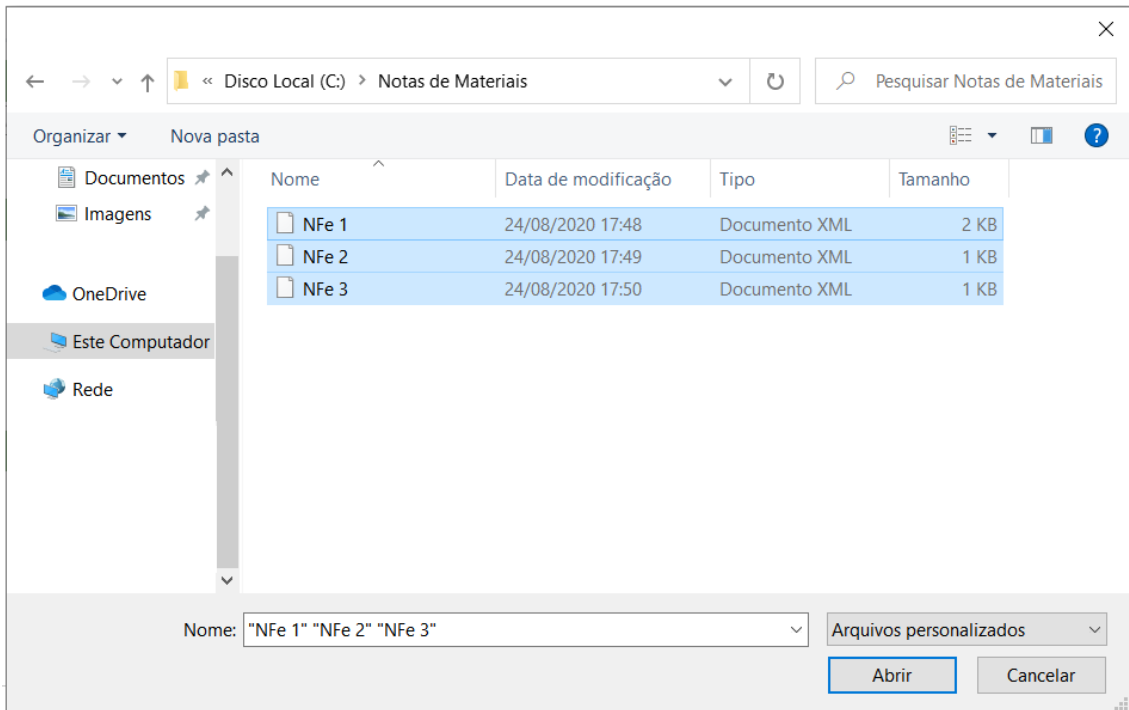 « Disco Local (C:) > Notas de Materiais
Pesquisar Notas de Materiais
Organizar
Nova pasta
?
Documentos
Imagens
OneDrive
Este Computador
Rede
Nome Data de modificação Tipo Tamanho
NFe 1 24/08/2020 17:48 Documento XML 2 KB
NFe 2 24/08/2020 17:49 Documento XML 1 KB
NFe 3 24/08/2020 17:50 Documento XML 1 KB
Nome: "NFe 1" "NFe 2" "NFe 3"
Arquivos personalizados
Abrir
Cancelar